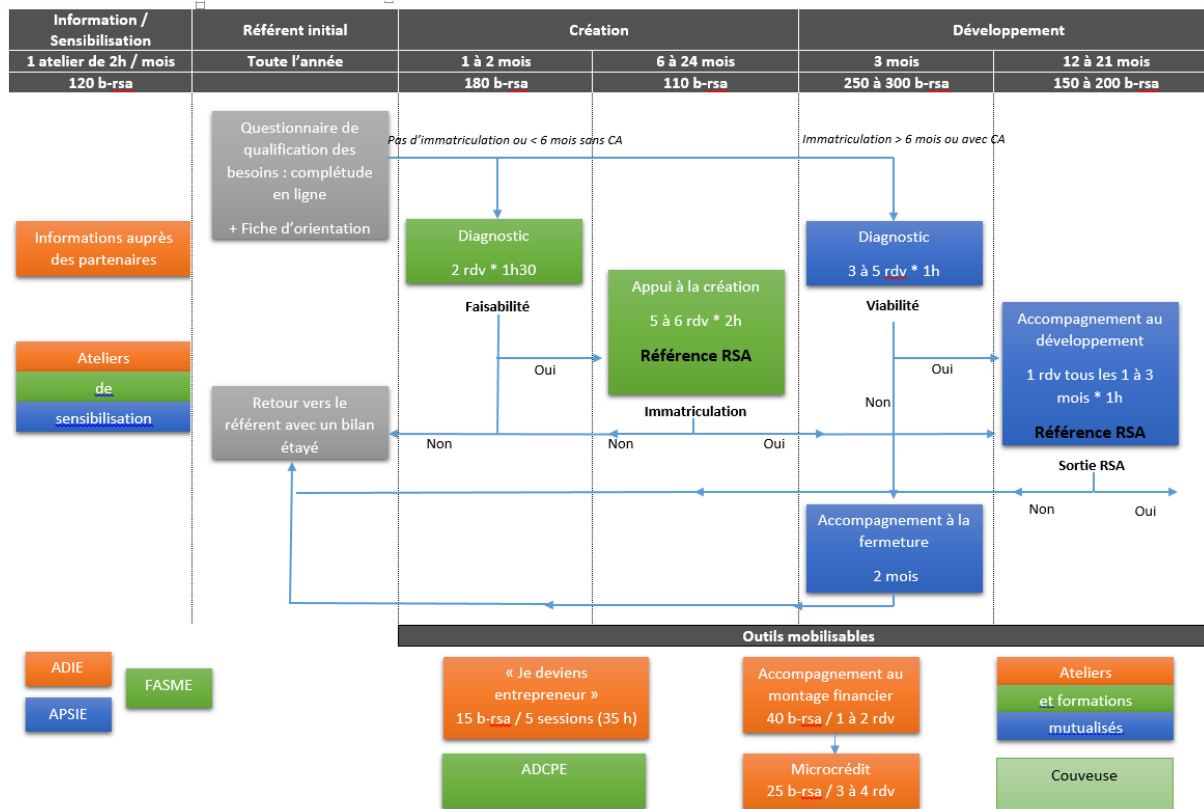 Information /
Sensibilisation
Référent initial
Création
Développement
1 atelier de 2h / mois
Toute l'année
1 à 2 mois
6 à 24 mois
3 mois
12 à 21 mois
120 b-rsa
180 b-rsa
110 b-rsa
250 à 300 b-rsa
150 à 200 b-rsa
Questionnaire de
qualification des
besoins : complétude
en ligne
+ Fiche d'orientation
Pas d'immatriculation ou < 6 mois sans CA
Immatriculation > 6 mois ou avec CA
Informations auprès
des partenaires
Diagnostic
2 rdv * 1h30
Faisabilité
Oui
Non
Appui à la création
5 à 6 rdv * 2h
Référence RSA
Immatriculation
Non
Oui
Diagnostic
3 à 5 rdv * 1h
Viabilité
Oui
Non
Accompagnement au
développement
1 rdv tous les 1 à 3
mois * 1h
Référence RSA
Sortie RSA
Non
Oui
Ateliers
de
sensibilisation
Retour vers le
référent avec un bilan
étayé
Accompagnement à la
fermeture
2 mois
Outils mobilisables
ADIE
FASME
APSIE
« Je deviens
entrepreneur »
15 b-rsa / 5 sessions (35 h)
ADCPE
Accompagnement au
montage financier
40 b-rsa / 1 à 2 rdv
Microcrédit
25 b-rsa / 3 à 4 rdv
Ateliers
et formations
mutualisés
Couveuse